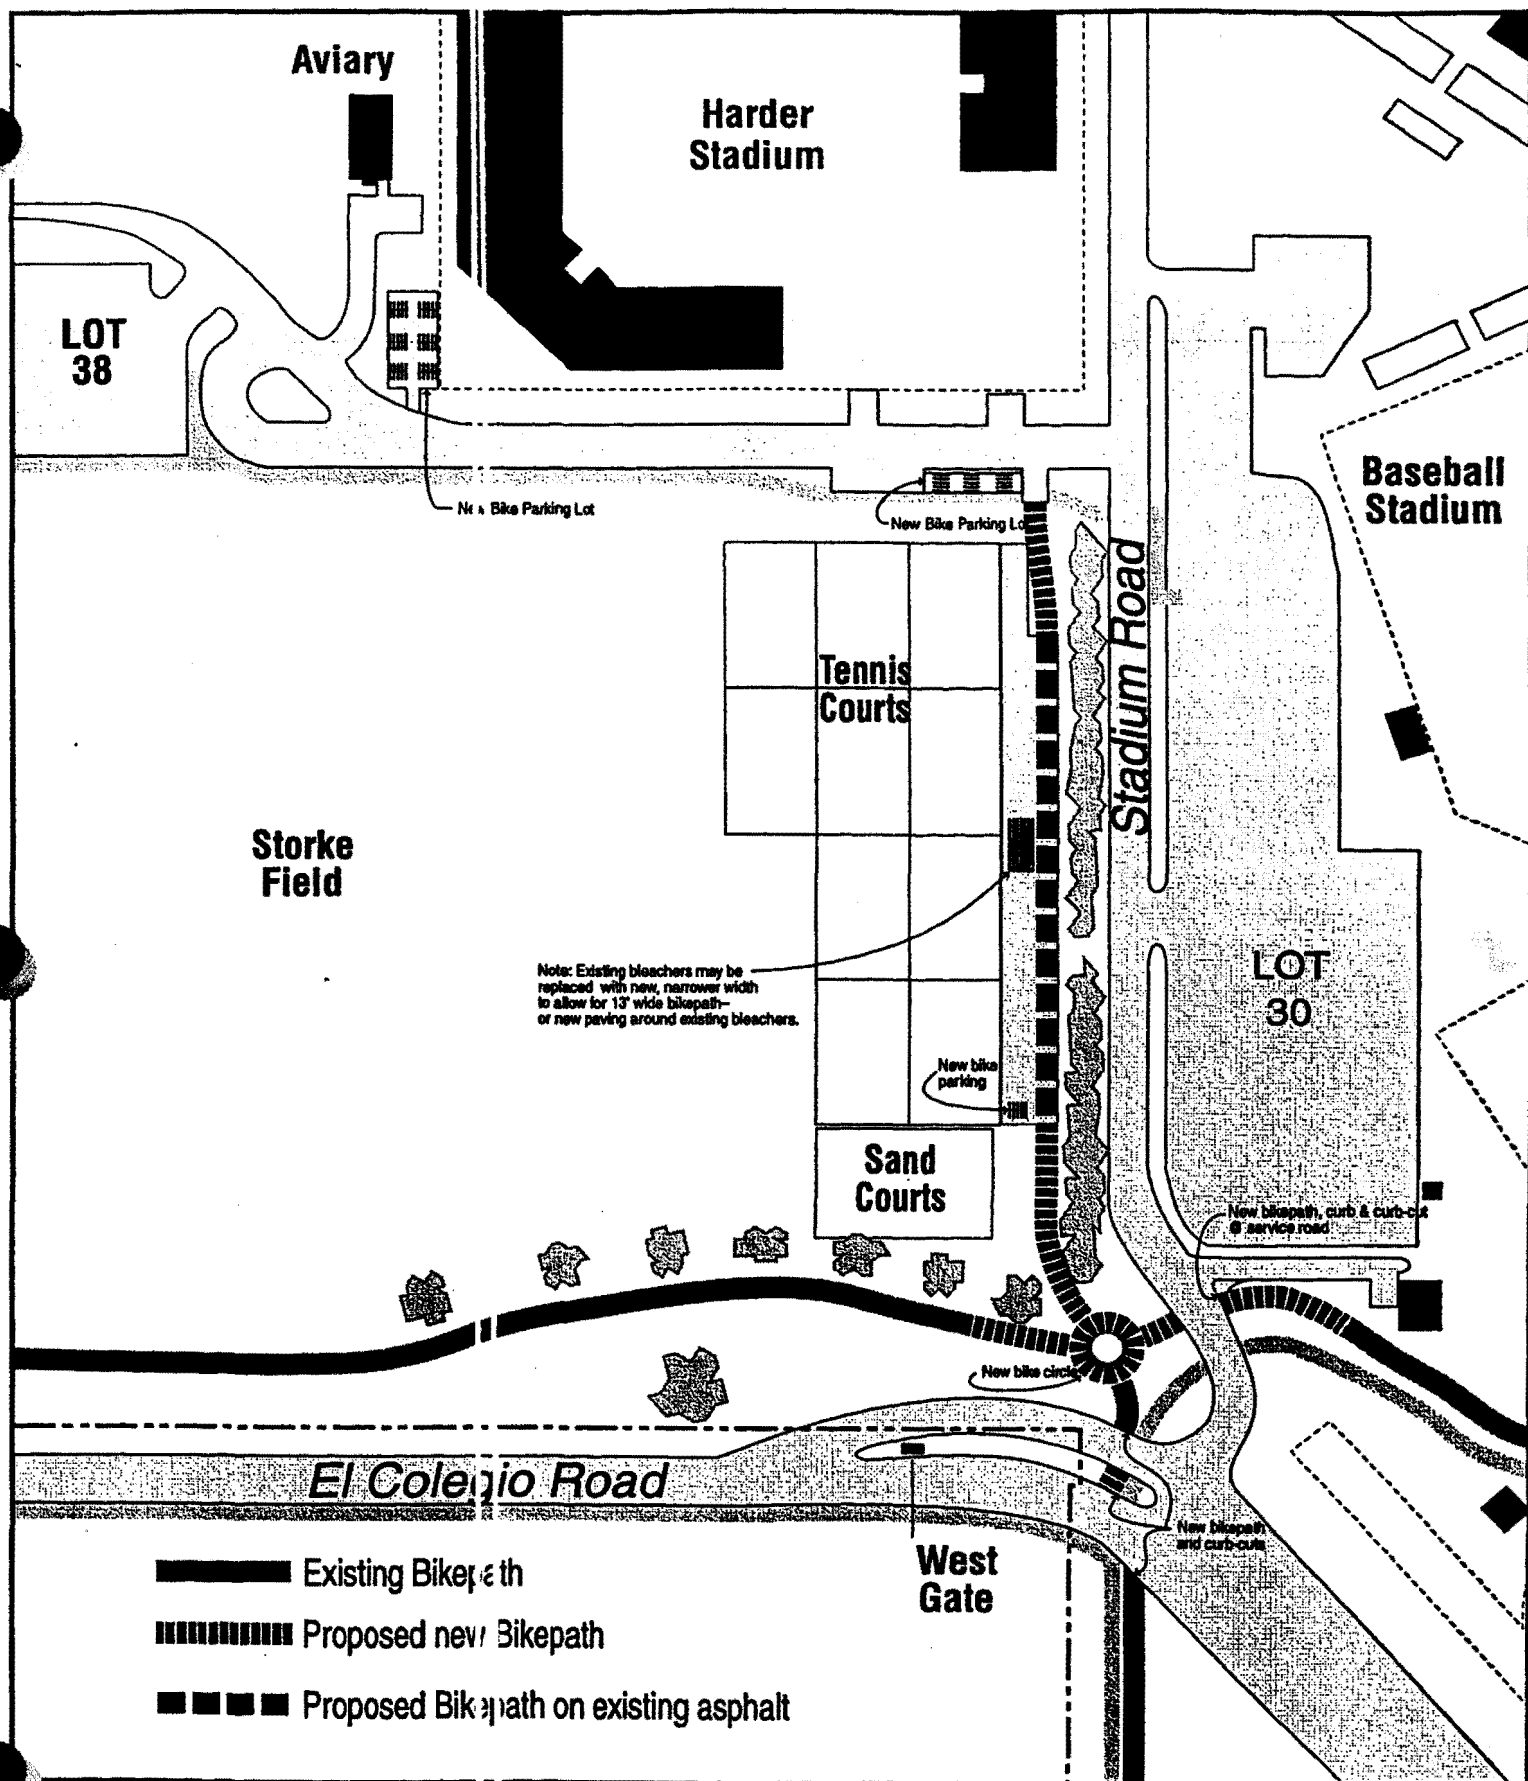 Aviary
Harder
Stadium
LOT
38
New Bike Parking Lot
New Bike Parking Lo
Baseball
Stadium
Stadium Road
Tennis
Courts
Storke
Field
LOT
30
Note: Existing bleachers may be
replaced with new, narrower width
to allow for 13' wide bikepath–
or new paving around existing bleachers.
New bike
parking
Sand
Courts
New bikepath, curb & curb-cut
@ service road
New bike circle
El Colegio Road
West
Gate
New bikepath
and curb-cuts
Existing Bikepath
Proposed new Bikepath
Proposed Bikepath on existing asphalt